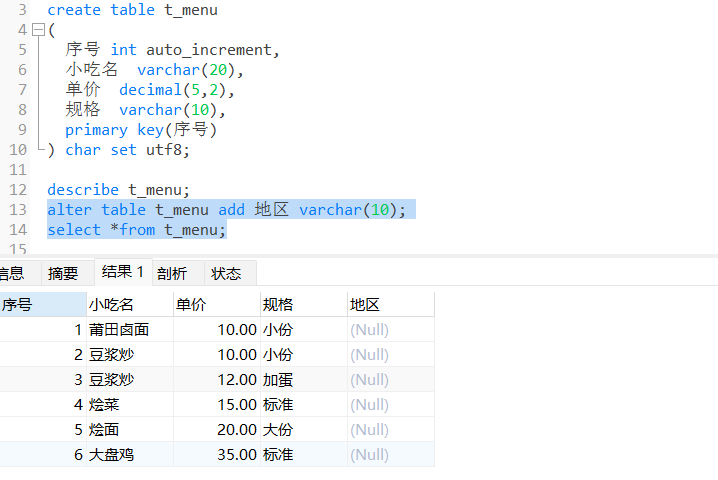 3 create table t_menu
4 (
5 序号 int auto_increment,
6 小吃名 varchar(20),
7 单价 decimal(5,2),
8 规格 varchar(10),
9 primary key(序号)
10 ) char set utf8;
11
12 describe t_menu;
13 alter table t_menu add 地区 varchar(10);
14 select *from t_menu;
15
信息 摘要 结果 1 剖析 状态
序号 小吃名 单价 规格 地区
1 莆田卤面 10.00 小份 (Null)
2 豆浆炒 10.00 小份 (Null)
3 豆浆炒 12.00 加蛋 (Null)
4 烩菜 15.00 标准 (Null)
5 烩面 20.00 大份 (Null)
6 大盘鸡 35.00 标准 (Null)